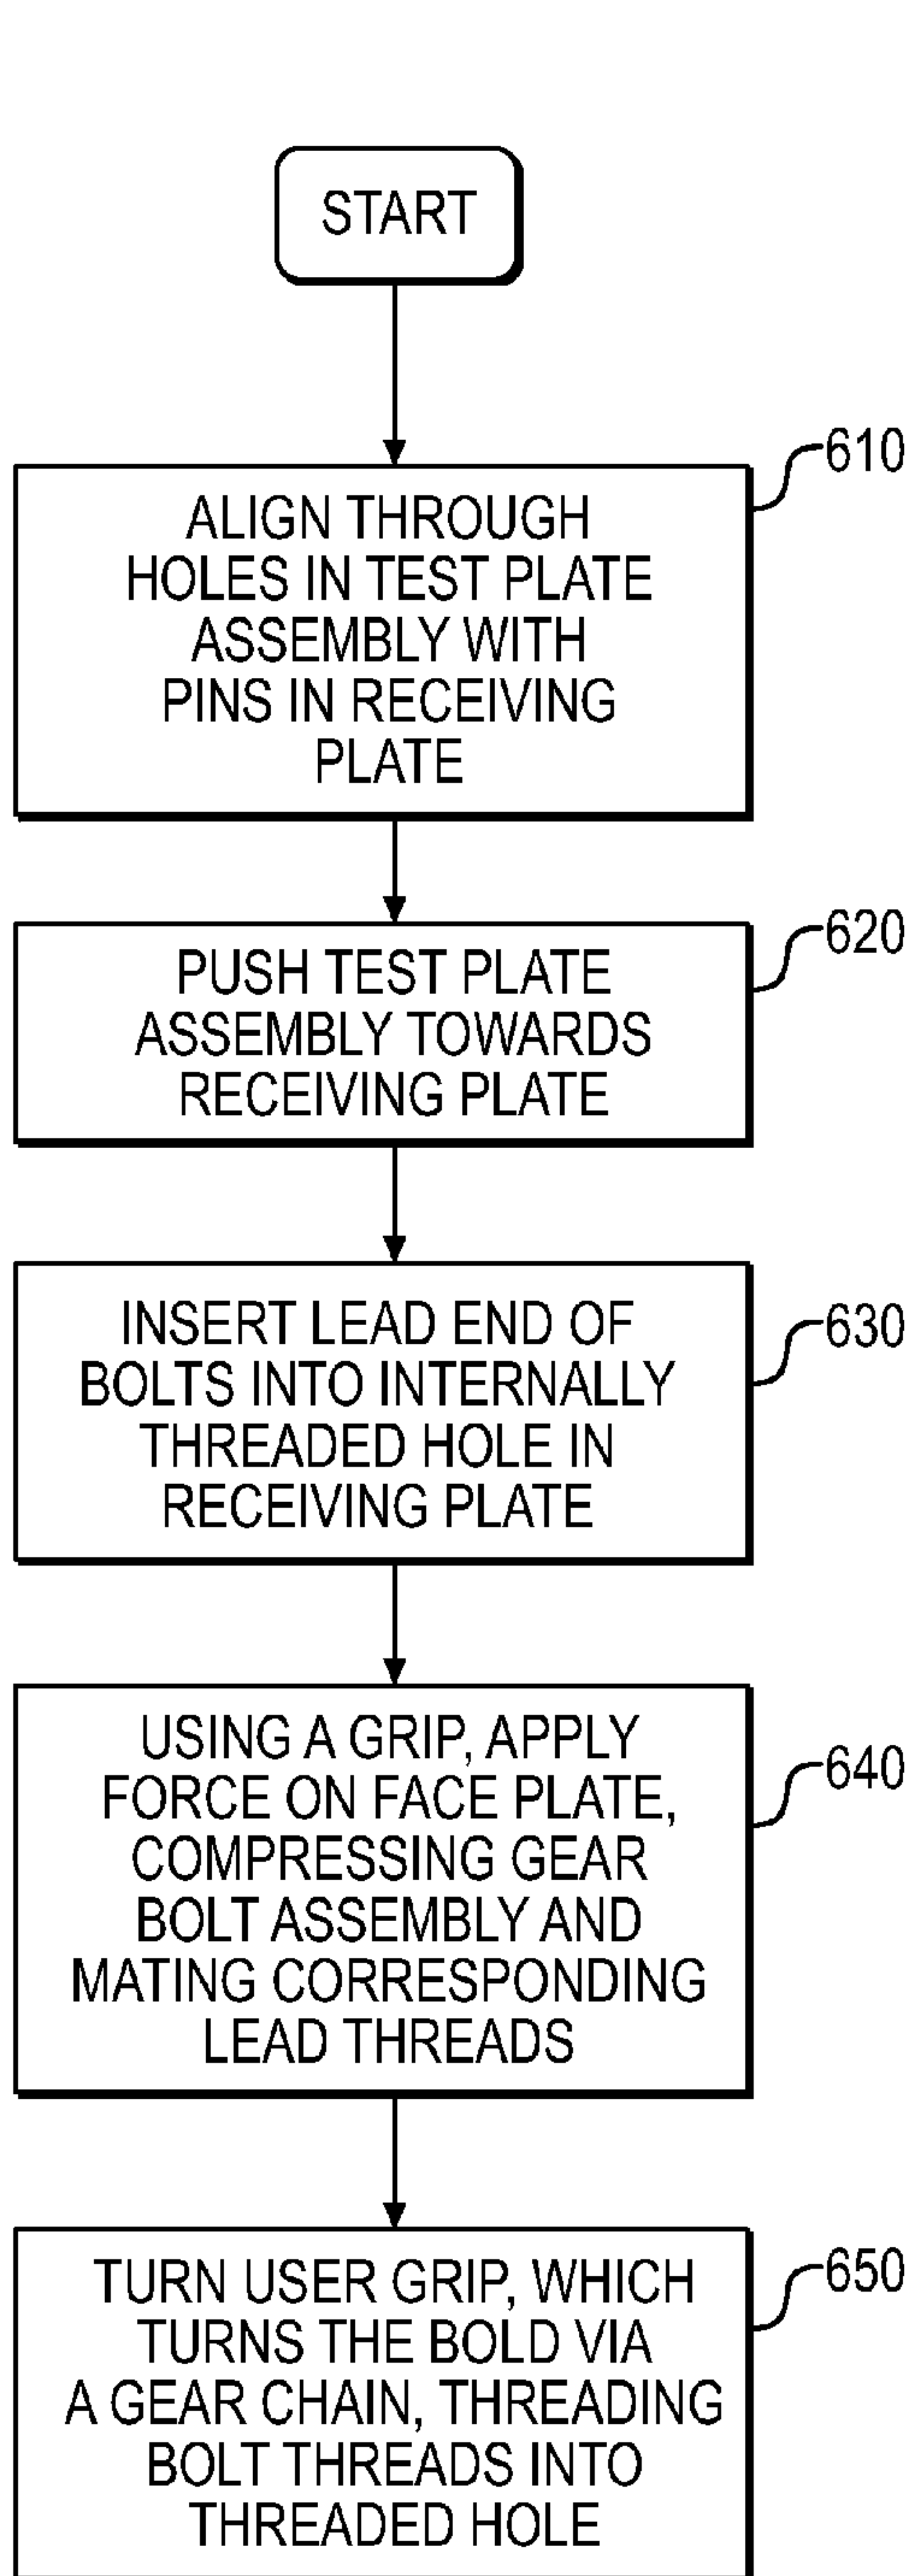 START
610
ALIGN THROUGH
HOLES IN TEST PLATE
ASSEMBLY WITH
PINS IN RECEIVING
PLATE
620
PUSH TEST PLATE
ASSEMBLY TOWARDS
RECEIVING PLATE
630
INSERT LEAD END OF
BOLTS INTO INTERNALLY
THREADED HOLE IN
RECEIVING PLATE
640
USING A GRIP, APPLY
FORCE ON FACE PLATE,
COMPRESSING GEAR
BOLT ASSEMBLY AND
MATING CORRESPONDING
LEAD THREADS
650
TURN USER GRIP, WHICH
TURNS THE BOLD VIA
A GEAR CHAIN, THREADING
BOLT THREADS INTO
THREADED HOLE